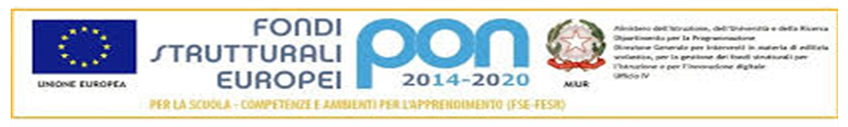 UNIONE EUROPEA
FONDI
STRUTTURALI
EUROPEI
pon
2014-2020
MIUR
Ministero dell'Istruzione, dell'Università e della Ricerca
Dipartimento per la Programmazione
Direzione Generale per interventi in materia di edilizia
scolastica, per la gestione dei fondi strutturali per
l'istruzione e per l'innovazione digitale
Ufficio IV
PER LA SCUOLA - COMPETENZE E AMBIENTI PER L'APPRENDIMENTO (FSE-FESR)